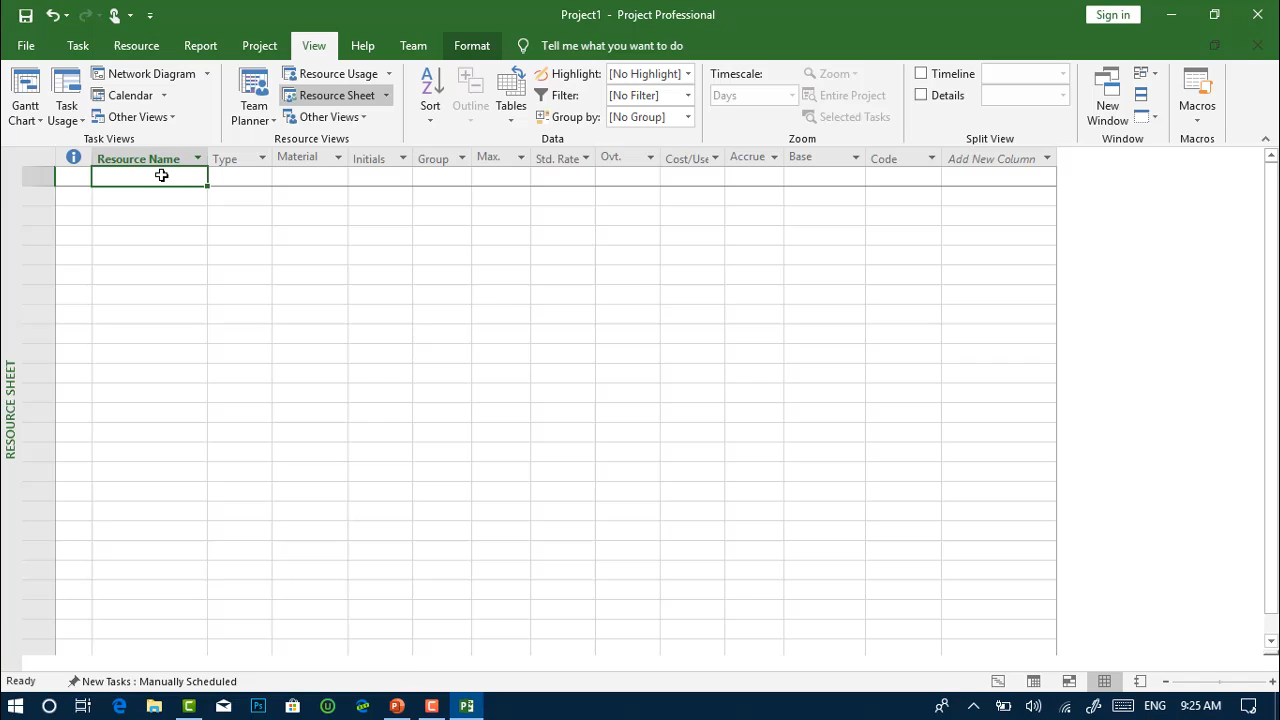 Project1 - Project Professional
Sign in
File Task Resource Report Project View Help Team Format Tell me what you want to do
Gantt Chart
Task Usage
Network Diagram
Calendar
Other Views
Task Views
Team Planner
Resource Usage
Resource Sheet
Other Views
Resource Views
Sort
Outline
Tables
Highlight: [No Highlight]
Filter: [No Filter]
Group by: [No Group]
Data
Timescale:
Days
Zoom
Entire Project
Selected Tasks
Zoom
Timeline
Details
Split View
New Window
Window
Macros
Macros
Resource Name Type Material Initials Group Max. Std. Rate Ovt. Cost/Use Accrue Base Code Add New Column
RESOURCE SHEET
Ready New Tasks : Manually Scheduled
ENG 9:25 AM